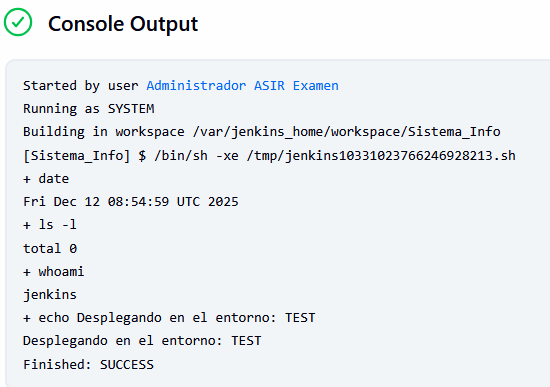 Console Output
Started by user Administrador ASIR Examen
Running as SYSTEM
Building in workspace /var/jenkins_home/workspace/Sistema_Info
[Sistema_Info] $ /bin/sh -xe /tmp/jenkins10331023766246928213.sh
+ date
Fri Dec 12 08:54:59 UTC 2025
+ ls -l
total 0
+ whoami
jenkins
+ echo Desplegando en el entorno: TEST
Desplegando en el entorno: TEST
Finished: SUCCESS